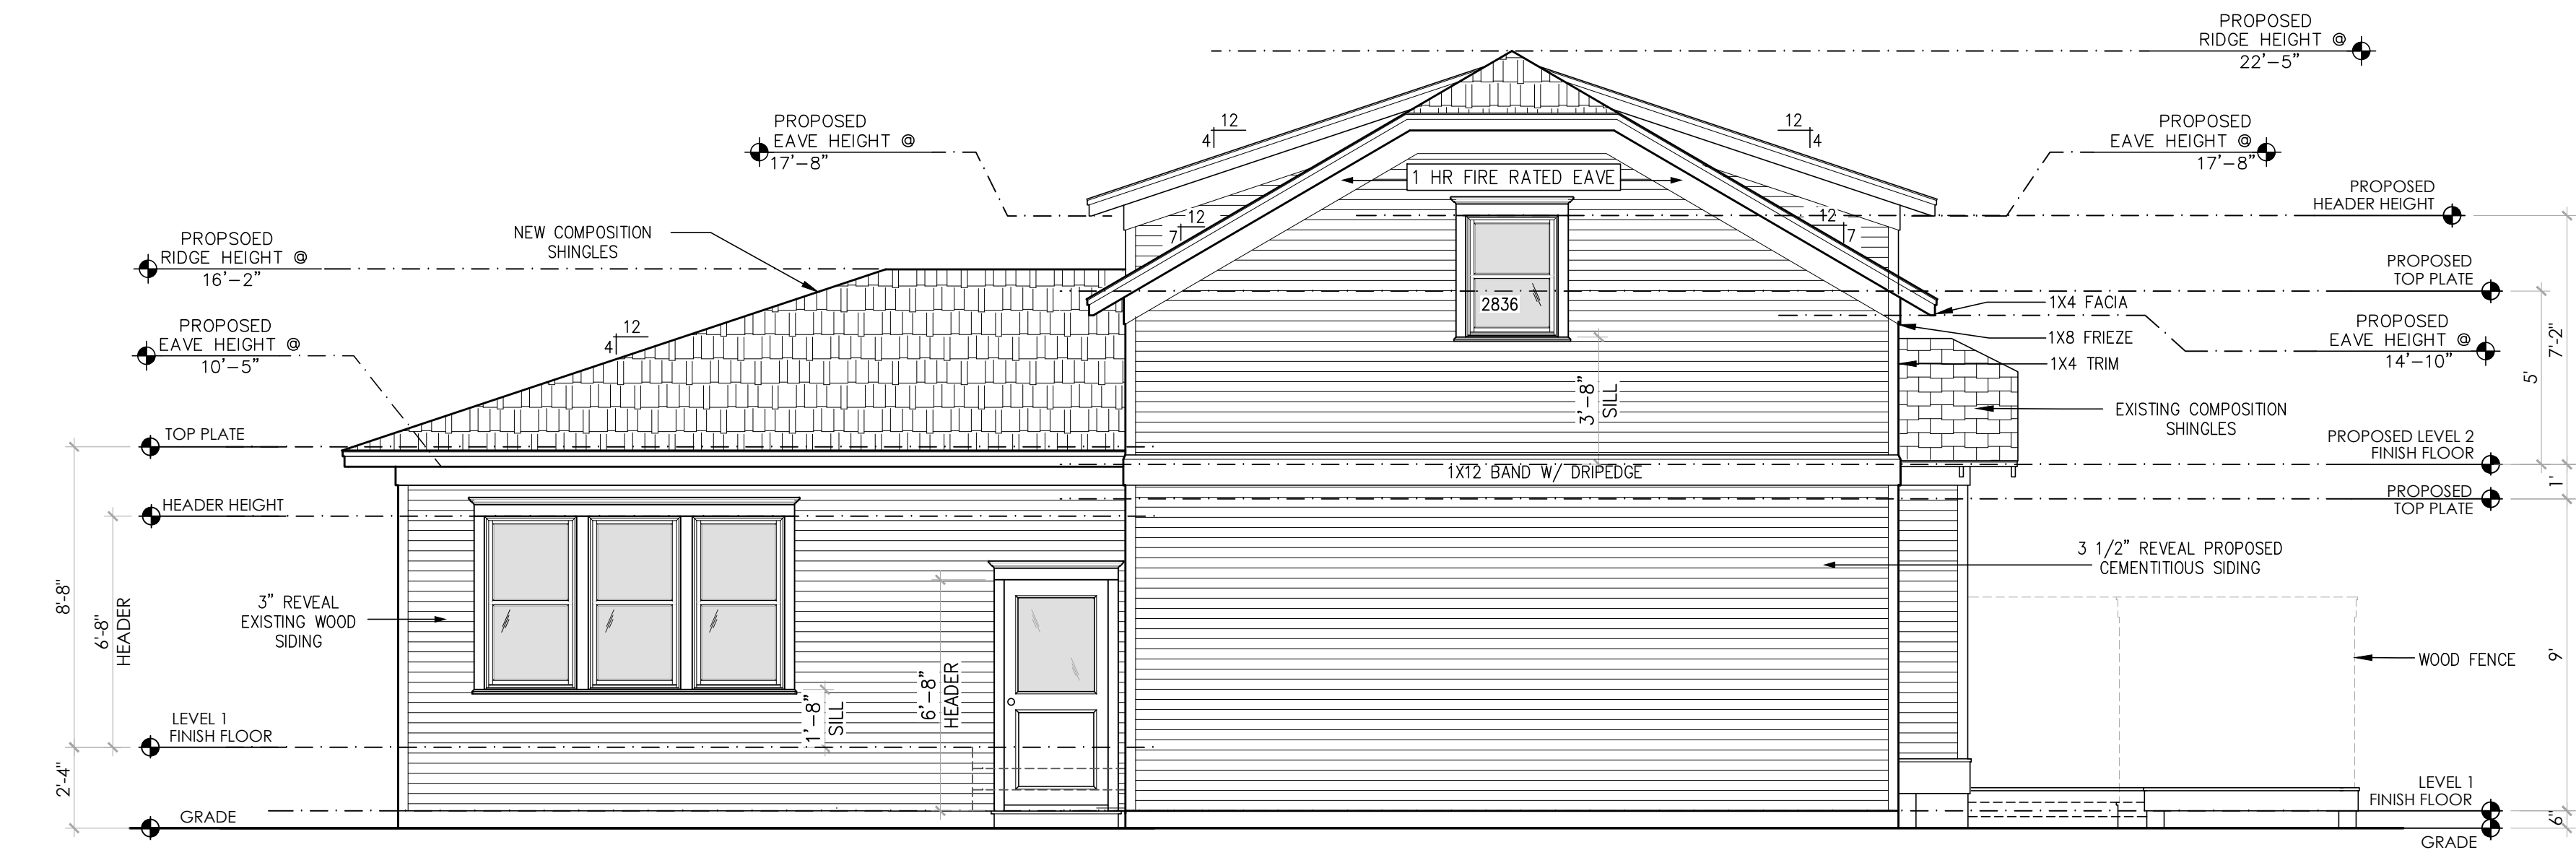 PROPOSED
RIDGE HEIGHT @
22'-5"
PROPOSED
EAVE HEIGHT @
17'-8"
12
4
12
4
PROPOSED
EAVE HEIGHT @
17'-8"
1 HR FIRE RATED EAVE
PROPOSED
HEADER HEIGHT
12
7
12
7
NEW COMPOSITION
SHINGLES
PROPSOED
RIDGE HEIGHT @
16'-2"
PROPOSED
TOP PLATE
2836
1X4 FACIA
PROPOSED
EAVE HEIGHT @
10'-5"
12
4
1X8 FRIEZE
1X4 TRIM
PROPOSED
EAVE HEIGHT @
14'-10"
7'-2"
5'
3'-8"
SILL
EXISTING COMPOSITION
SHINGLES
TOP PLATE
PROPOSED LEVEL 2
FINISH FLOOR
1X12 BAND W/ DRIPEDGE
1'
HEADER HEIGHT
PROPOSED
TOP PLATE
3 1/2" REVEAL PROPOSED
CEMENTITIOUS SIDING
8'-8"
6'-8"
HEADER
3" REVEAL
EXISTING WOOD
SIDING
6'-8"
HEADER
1'-8"
SILL
WOOD FENCE
9'
LEVEL 1
FINISH FLOOR
2'-4"
GRADE
LEVEL 1
FINISH FLOOR
6"
GRADE